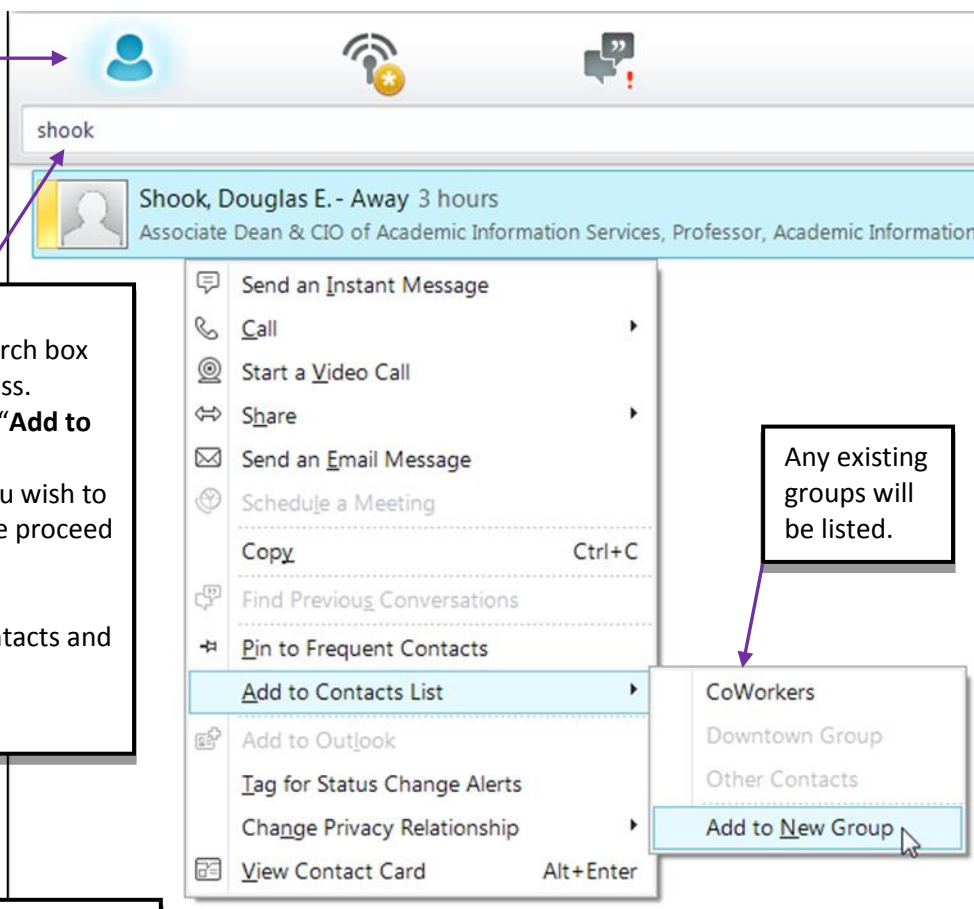 shook
Shook, Douglas E. - Away 3 hours
Associate Dean & CIO of Academic Information Services, Professor, Academic Information
Send an Instant Message
Call
Start a Video Call
Share
Send an Email Message
Schedule a Meeting
Copy Ctrl+C
Find Previous Conversations
Pin to Frequent Contacts
Add to Contacts List
Add to Outlook
Tag for Status Change Alerts
Change Privacy Relationship
View Contact Card Alt+Enter
CoWorkers
Downtown Group
Other Contacts
Add to New Group
Any existing
groups will
be listed.
rch box
ss.
“Add to
u wish to
e proceed
ntacts and